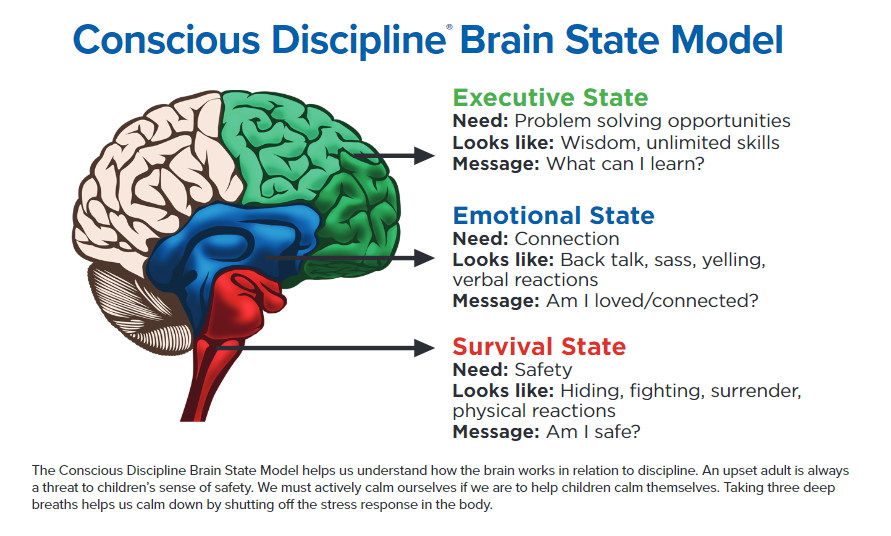 Conscious Discipline® Brain State Model
Executive State
Need: Problem solving opportunities
Looks like: Wisdom, unlimited skills
Message: What can I learn?
Emotional State
Need: Connection
Looks like: Back talk, sass, yelling,
verbal reactions
Message: Am I loved/connected?
Survival State
Need: Safety
Looks like: Hiding, fighting, surrender,
physical reactions
Message: Am I safe?
The Conscious Discipline Brain State Model helps us understand how the brain works in relation to discipline. An upset adult is always
a threat to children’s sense of safety. We must actively calm ourselves if we are to help children calm themselves. Taking three deep
breaths helps us calm down by shutting off the stress response in the body.